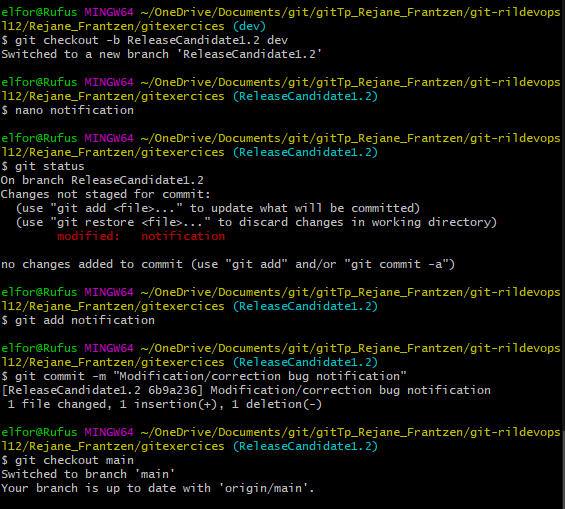 elfor@Rufus MINGW64 ~/OneDrive/Documents/git/gitTp_Rejane_Frantzen/git-rildevops
l12/Rejane_Frantzen/gitexercices (dev)
$ git checkout -b ReleaseCandidate1.2 dev
Switched to a new branch 'ReleaseCandidate1.2'

elfor@Rufus MINGW64 ~/OneDrive/Documents/git/gitTp_Rejane_Frantzen/git-rildevops
l12/Rejane_Frantzen/gitexercices (ReleaseCandidate1.2)
$ nano notification

elfor@Rufus MINGW64 ~/OneDrive/Documents/git/gitTp_Rejane_Frantzen/git-rildevops
l12/Rejane_Frantzen/gitexercices (ReleaseCandidate1.2)
$ git status
On branch ReleaseCandidate1.2
Changes not staged for commit:
  (use "git add <file>..." to update what will be committed)
  (use "git restore <file>..." to discard changes in working directory)
        modified:   notification

no changes added to commit (use "git add" and/or "git commit -a")

elfor@Rufus MINGW64 ~/OneDrive/Documents/git/gitTp_Rejane_Frantzen/git-rildevops
l12/Rejane_Frantzen/gitexercices (ReleaseCandidate1.2)
$ git add notification

elfor@Rufus MINGW64 ~/OneDrive/Documents/git/gitTp_Rejane_Frantzen/git-rildevops
l12/Rejane_Frantzen/gitexercices (ReleaseCandidate1.2)
$ git commit -m "Modification/correction bug notification"
[ReleaseCandidate1.2 6b9a236] Modification/correction bug notification
 1 file changed, 1 insertion(+), 1 deletion(-)

elfor@Rufus MINGW64 ~/OneDrive/Documents/git/gitTp_Rejane_Frantzen/git-rildevops
l12/Rejane_Frantzen/gitexercices (ReleaseCandidate1.2)
$ git checkout main
Switched to branch 'main'
Your branch is up to date with 'origin/main'.